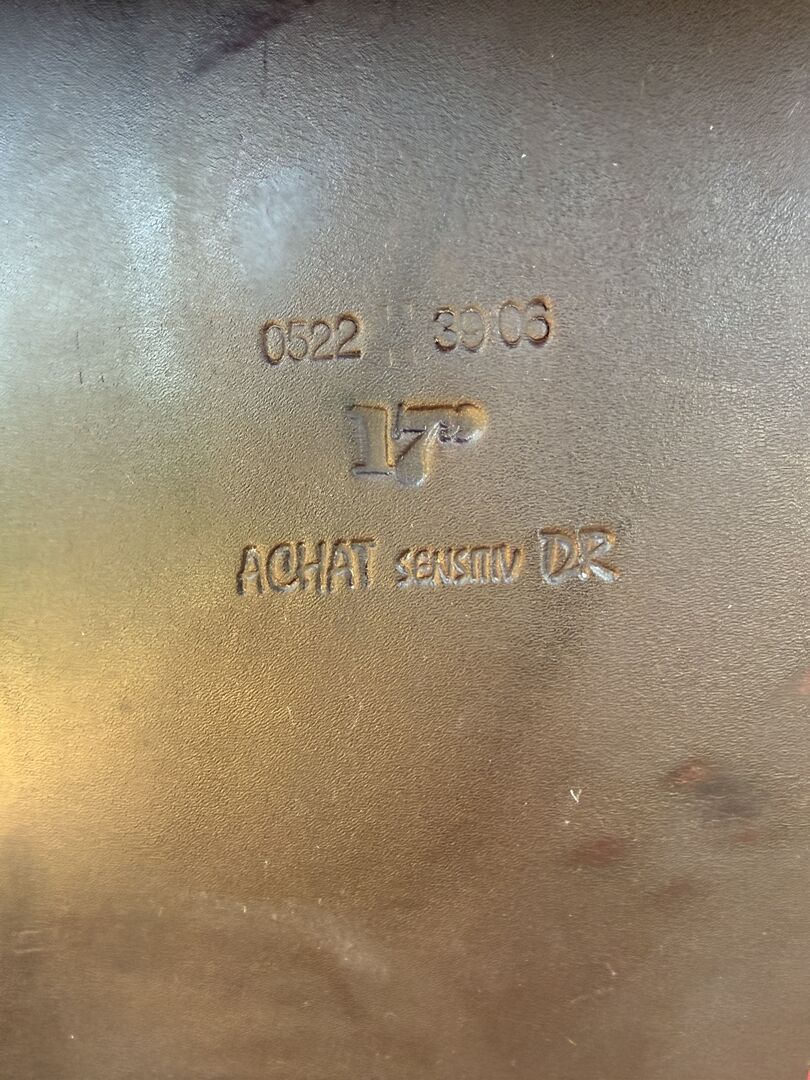 0522 39 06
17"
ACHAT SENSITIV DR